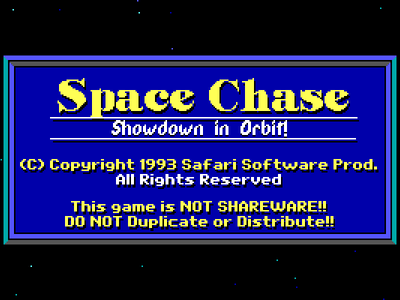 Space Chase
Showdown in Orbit!
(C) Copyright 1993 Safari Software Prod.
All Rights Reserved
This game is NOT SHAREWARE!!
DO NOT Duplicate or Distribute!!